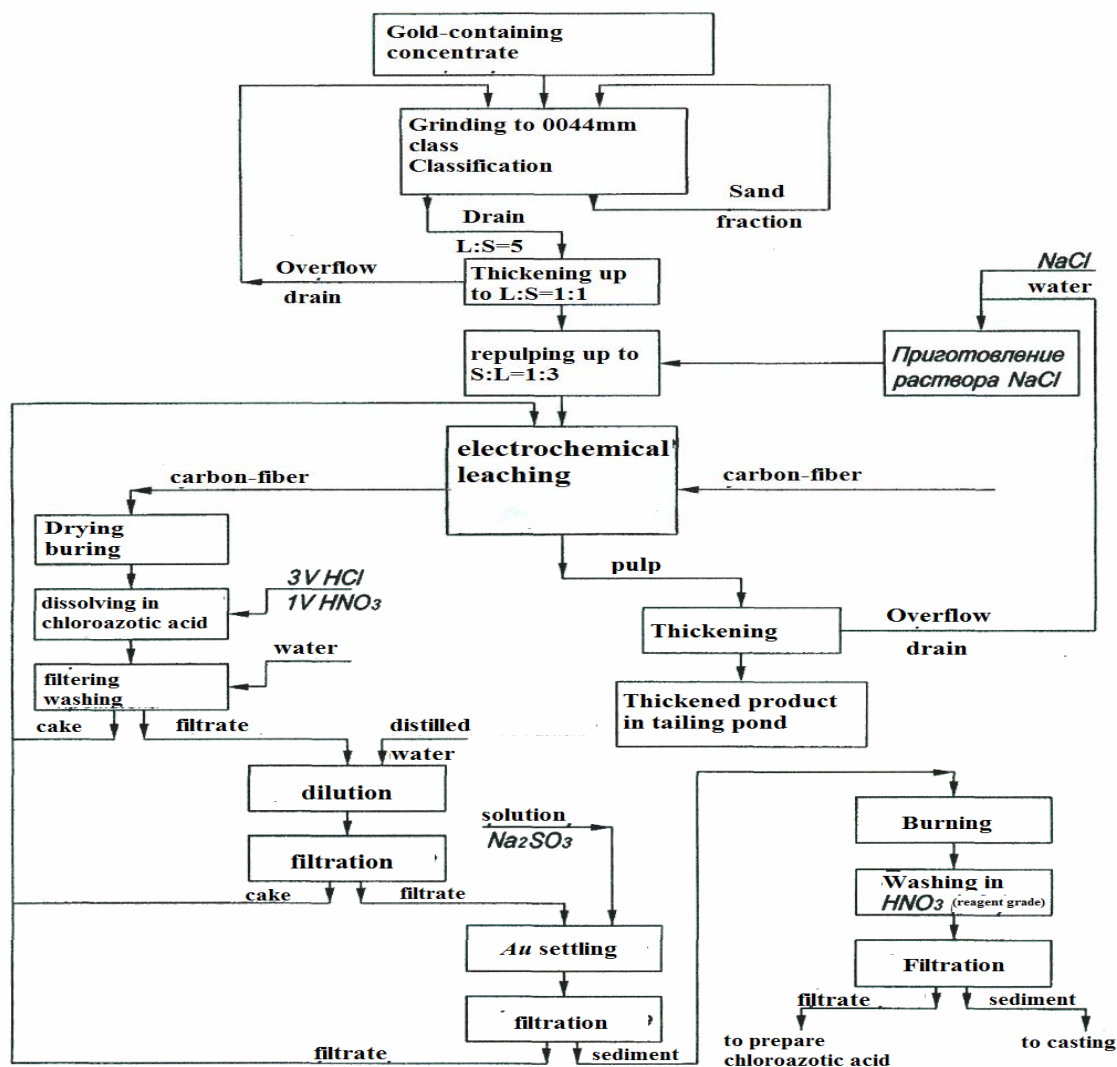 Gold-containing
concentrate
Grinding to 0044mm
class
Classification
Sand
fraction
Drain
L:S=5
Overflow
drain
Thickening up
to L:S=1:1
NaCl
water
repulping up to
S:L=1:3
Приготовление
раствора NaCl
electrochemical
leaching
carbon-fiber
carbon-fiber
Drying
buring
pulp
3V HCl
1V HNO3
dissolving in
chloroazotic acid
Thickening
Overflow
drain
water
filtering
washing
Thickened product
in tailing pond
cake
filtrate
distilled
water
dilution
solution
Na2SO3
Burning
filtration
Washing in
HNO3 (reagent grade)
cake
filtrate
Au settling
Filtration
filtrate
sediment
filtration
to prepare
chloroazotic acid
to casting
filtrate
sediment